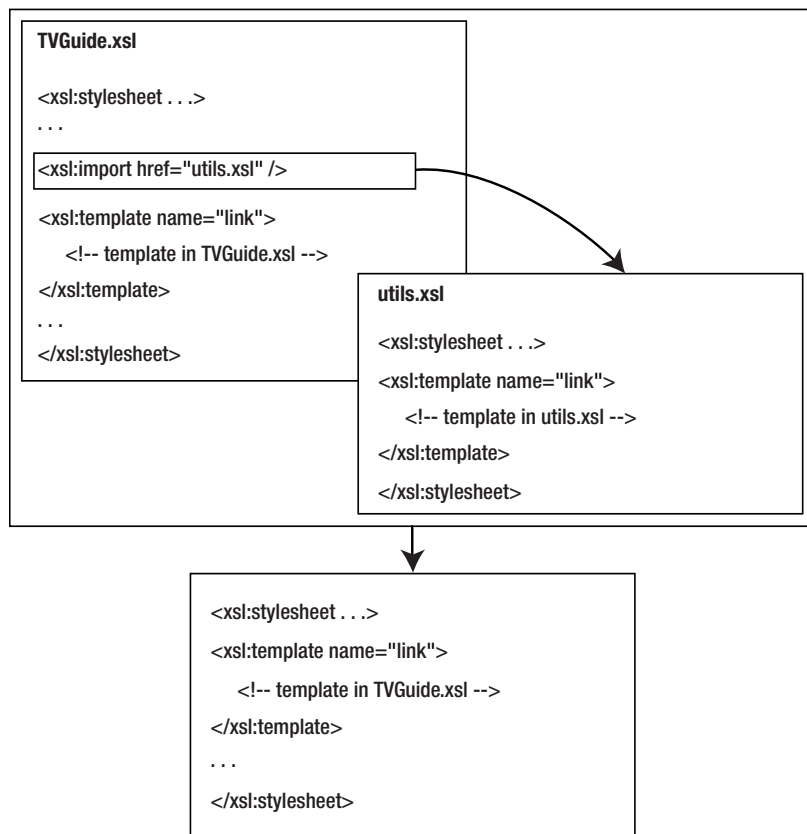 TVGuide.xsl
<xsl:stylesheet . . .>
. . .
<xsl:import href="utils.xsl" />
<xsl:template name="link">
<!-- template in TVGuide.xsl -->
</xsl:template>
. . .
</xsl:stylesheet>
utils.xsl
<xsl:stylesheet . . .>
<xsl:template name="link">
<!-- template in utils.xsl -->
</xsl:template>
</xsl:stylesheet>
<xsl:stylesheet . . .>
<xsl:template name="link">
<!-- template in TVGuide.xsl -->
</xsl:template>
. . .
</xsl:stylesheet>